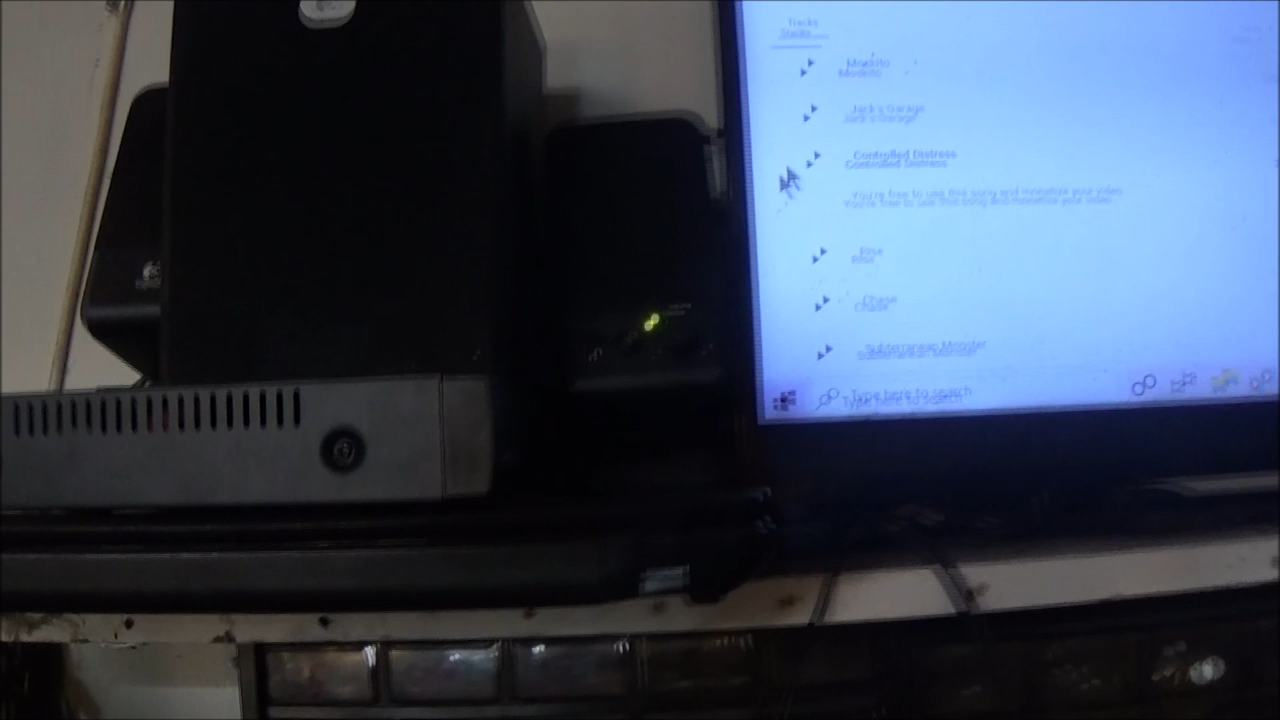 Tracks
Moskito
Jack's Garage
Controlled Distress
You're free to use this song and monetize your video.
Rise
Chase
Subterranean Monster
Type here to search